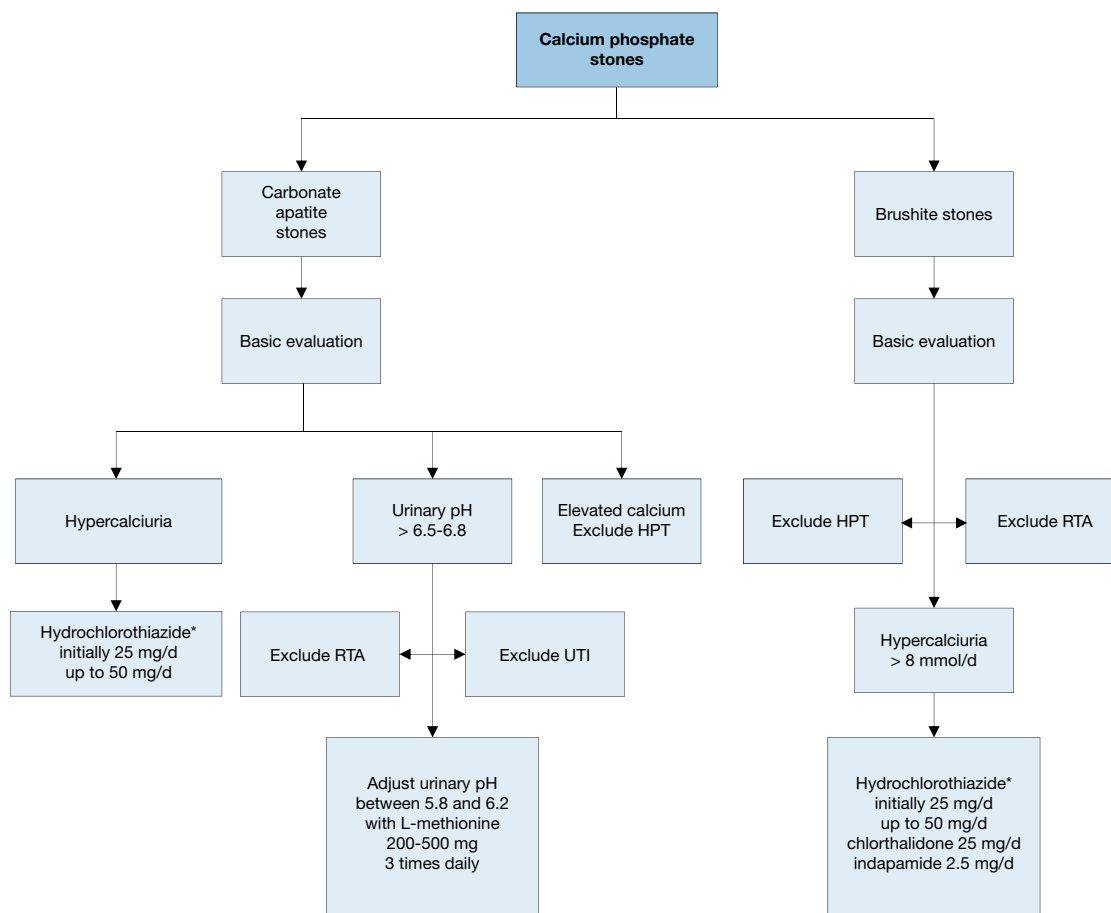 Calcium phosphate
stones
Carbonate
apatite
stones
Brushite stones
Basic evaluation
Basic evaluation
Hypercalciuria
Urinary pH
> 6.5-6.8
Elevated calcium
Exclude HPT
Exclude HPT
Exclude RTA
Hydrochlorothiazide*
initially 25 mg/d
up to 50 mg/d
Exclude RTA
Exclude UTI
Hypercalciuria
> 8 mmol/d
Adjust urinary pH
between 5.8 and 6.2
with L-methionine
200-500 mg
3 times daily
Hydrochlorothiazide*
initially 25 mg/d
up to 50 mg/d
chlorthalidone 25 mg/d
indapamide 2.5 mg/d